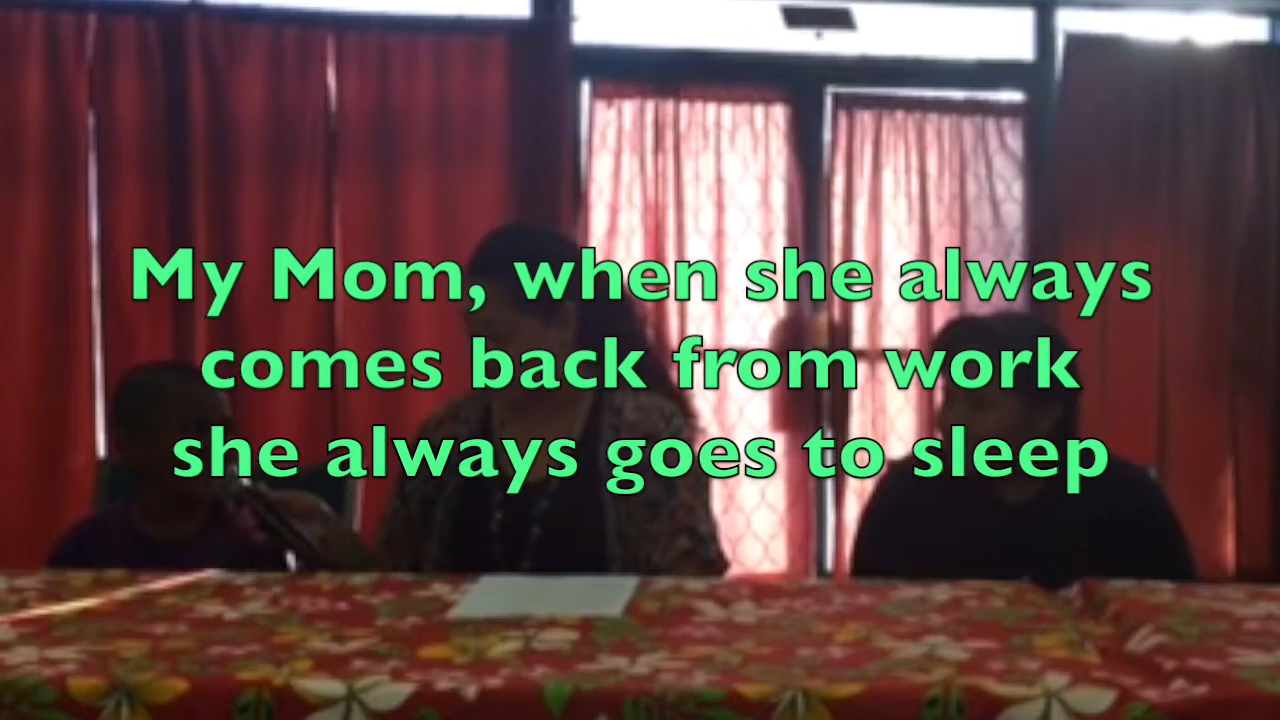 My Mom, when she always
comes back from work
she always goes to sleep